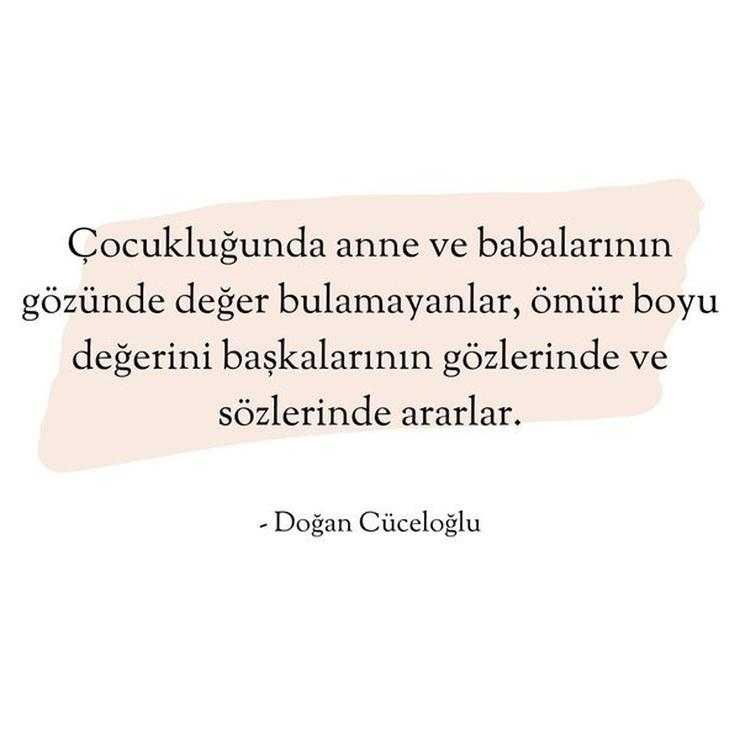 Çocukluğunda anne ve babalarının
gözünde değer bulamayanlar, ömür boyu
değerini başkalarının gözlerinde ve
sözlerinde ararlar.
- Doğan Cüceloğlu